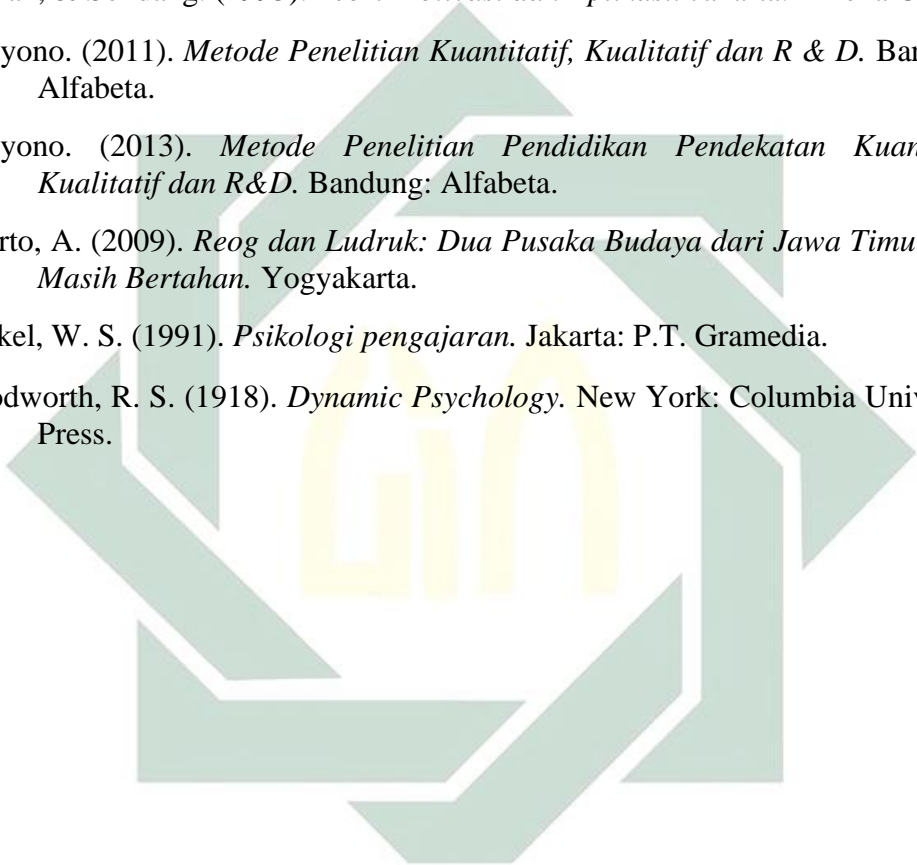 & Sondang.
yono. (2011). Metode Penelitian Kuantitatif, Kualitatif dan R & D. Ban
Alfabeta.
yono. (2013). Metode Penelitian Pendidikan Pendekatan Kuan
Kualitatif dan R&D. Bandung: Alfabeta.
rto, A. (2009). Reog dan Ludruk: Dua Pusaka Budaya dari Jawa Timu
Masih Bertahan. Yogyakarta.
kel, W. S. (1991). Psikologi pengajaran. Jakarta: P.T. Gramedia.
odworth, R. S. (1918). Dynamic Psychology. New York: Columbia Univ
Press.